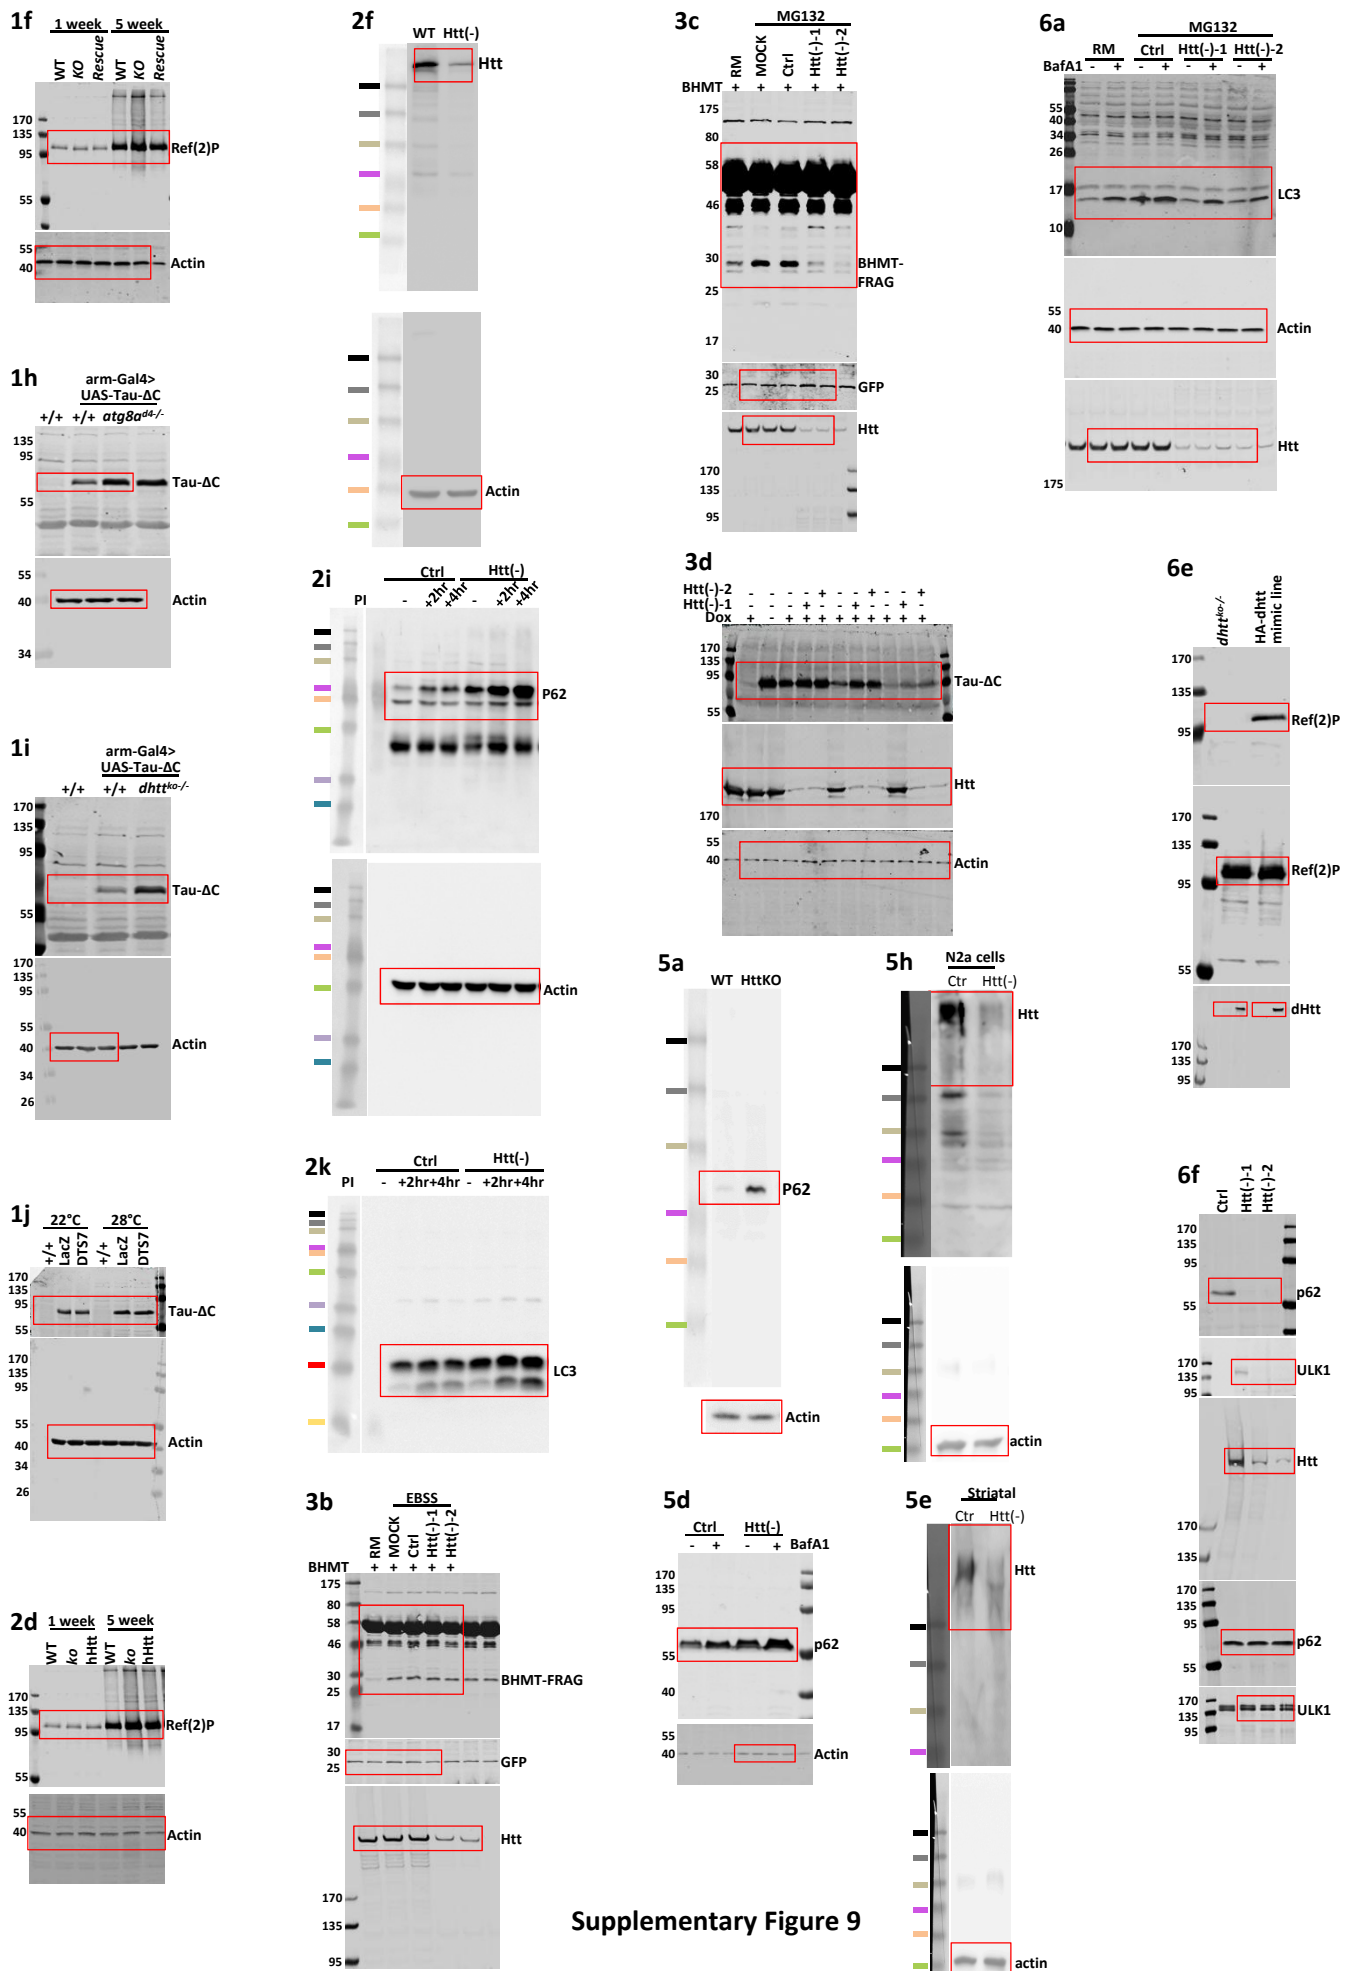 1f
1 week 5 week
WT KO Rescue WT KO Rescue
170
135
95
55
Ref(2)P
55
40
Actin
1h
arm-Gal4>
UAS-Tau-ΔC
+/+ +/+ atg8a^d4-/-
135
95
55
Tau-ΔC
55
40
34
Actin
1i
arm-Gal4>
UAS-Tau-ΔC
+/+ +/+ dhtt^ko-/-
170
135
95
55
Tau-ΔC
170
135
95
55
40
34
26
Actin
1j
22°C 28°C
+/+ LacZ DTS7 +/+ LacZ DTS7
170
135
95
55
Tau-ΔC
170
135
95
55
40
26
Actin
2d
1 week 5 week
WT ko hHtt WT ko hHtt
170
135
95
55
Ref(2)P
55
40
Actin
2f
WT Htt(-)
Htt
Actin
2i
Ctrl Htt(-)
PI - +2hr +4hr - +2hr +4hr
P62
Actin
2k
Ctrl Htt(-)
PI - +2hr+4hr - +2hr+4hr
LC3
3b
EBSS
RM MOCK Ctrl Htt(-)-1 Htt(-)-2
BHMT + + + + +
175
80
58
46
30
25
17
BHMT-FRAG
30
25
GFP
Htt
170
135
95
3c
MG132
RM MOCK Ctrl Htt(-)-1 Htt(-)-2
BHMT + + + + +
175
80
58
46
30
25
17
BHMT-
FRAG
30
25
GFP
Htt
170
135
95
3d
Htt(-)-2 - - - - + - - + - - +
Htt(-)-1 - - - + - - + - - + -
Dox + - + + + + + + + + +
170
135
95
55
Tau-ΔC
Htt
170
55
40
Actin
5a
WT HttKO
P62
Actin
5d
Ctrl Htt(-)
- + - + BafA1
170
135
95
55
40
p62
55
40
Actin
5h
N2a cells
Ctr Htt(-)
Htt
actin
5e
Striatal
Ctr Htt(-)
Htt
actin
6a
MG132
RM Ctrl Htt(-)-1 Htt(-)-2
BafA1 - + - + - + - +
55
40
34
26
17
10
LC3
55
40
Actin
Htt
175
6e
dhtt^ko-/- HA-dhtt mimic line
170
135
95
Ref(2)P
170
135
95
55
Ref(2)P
dHtt
170
135
95
6f
Ctrl Htt(-)-1 Htt(-)-2
170
135
95
55
p62
170
135
95
ULK1
Htt
170
135
170
135
95
55
p62
170
135
95
ULK1
Supplementary Figure 9